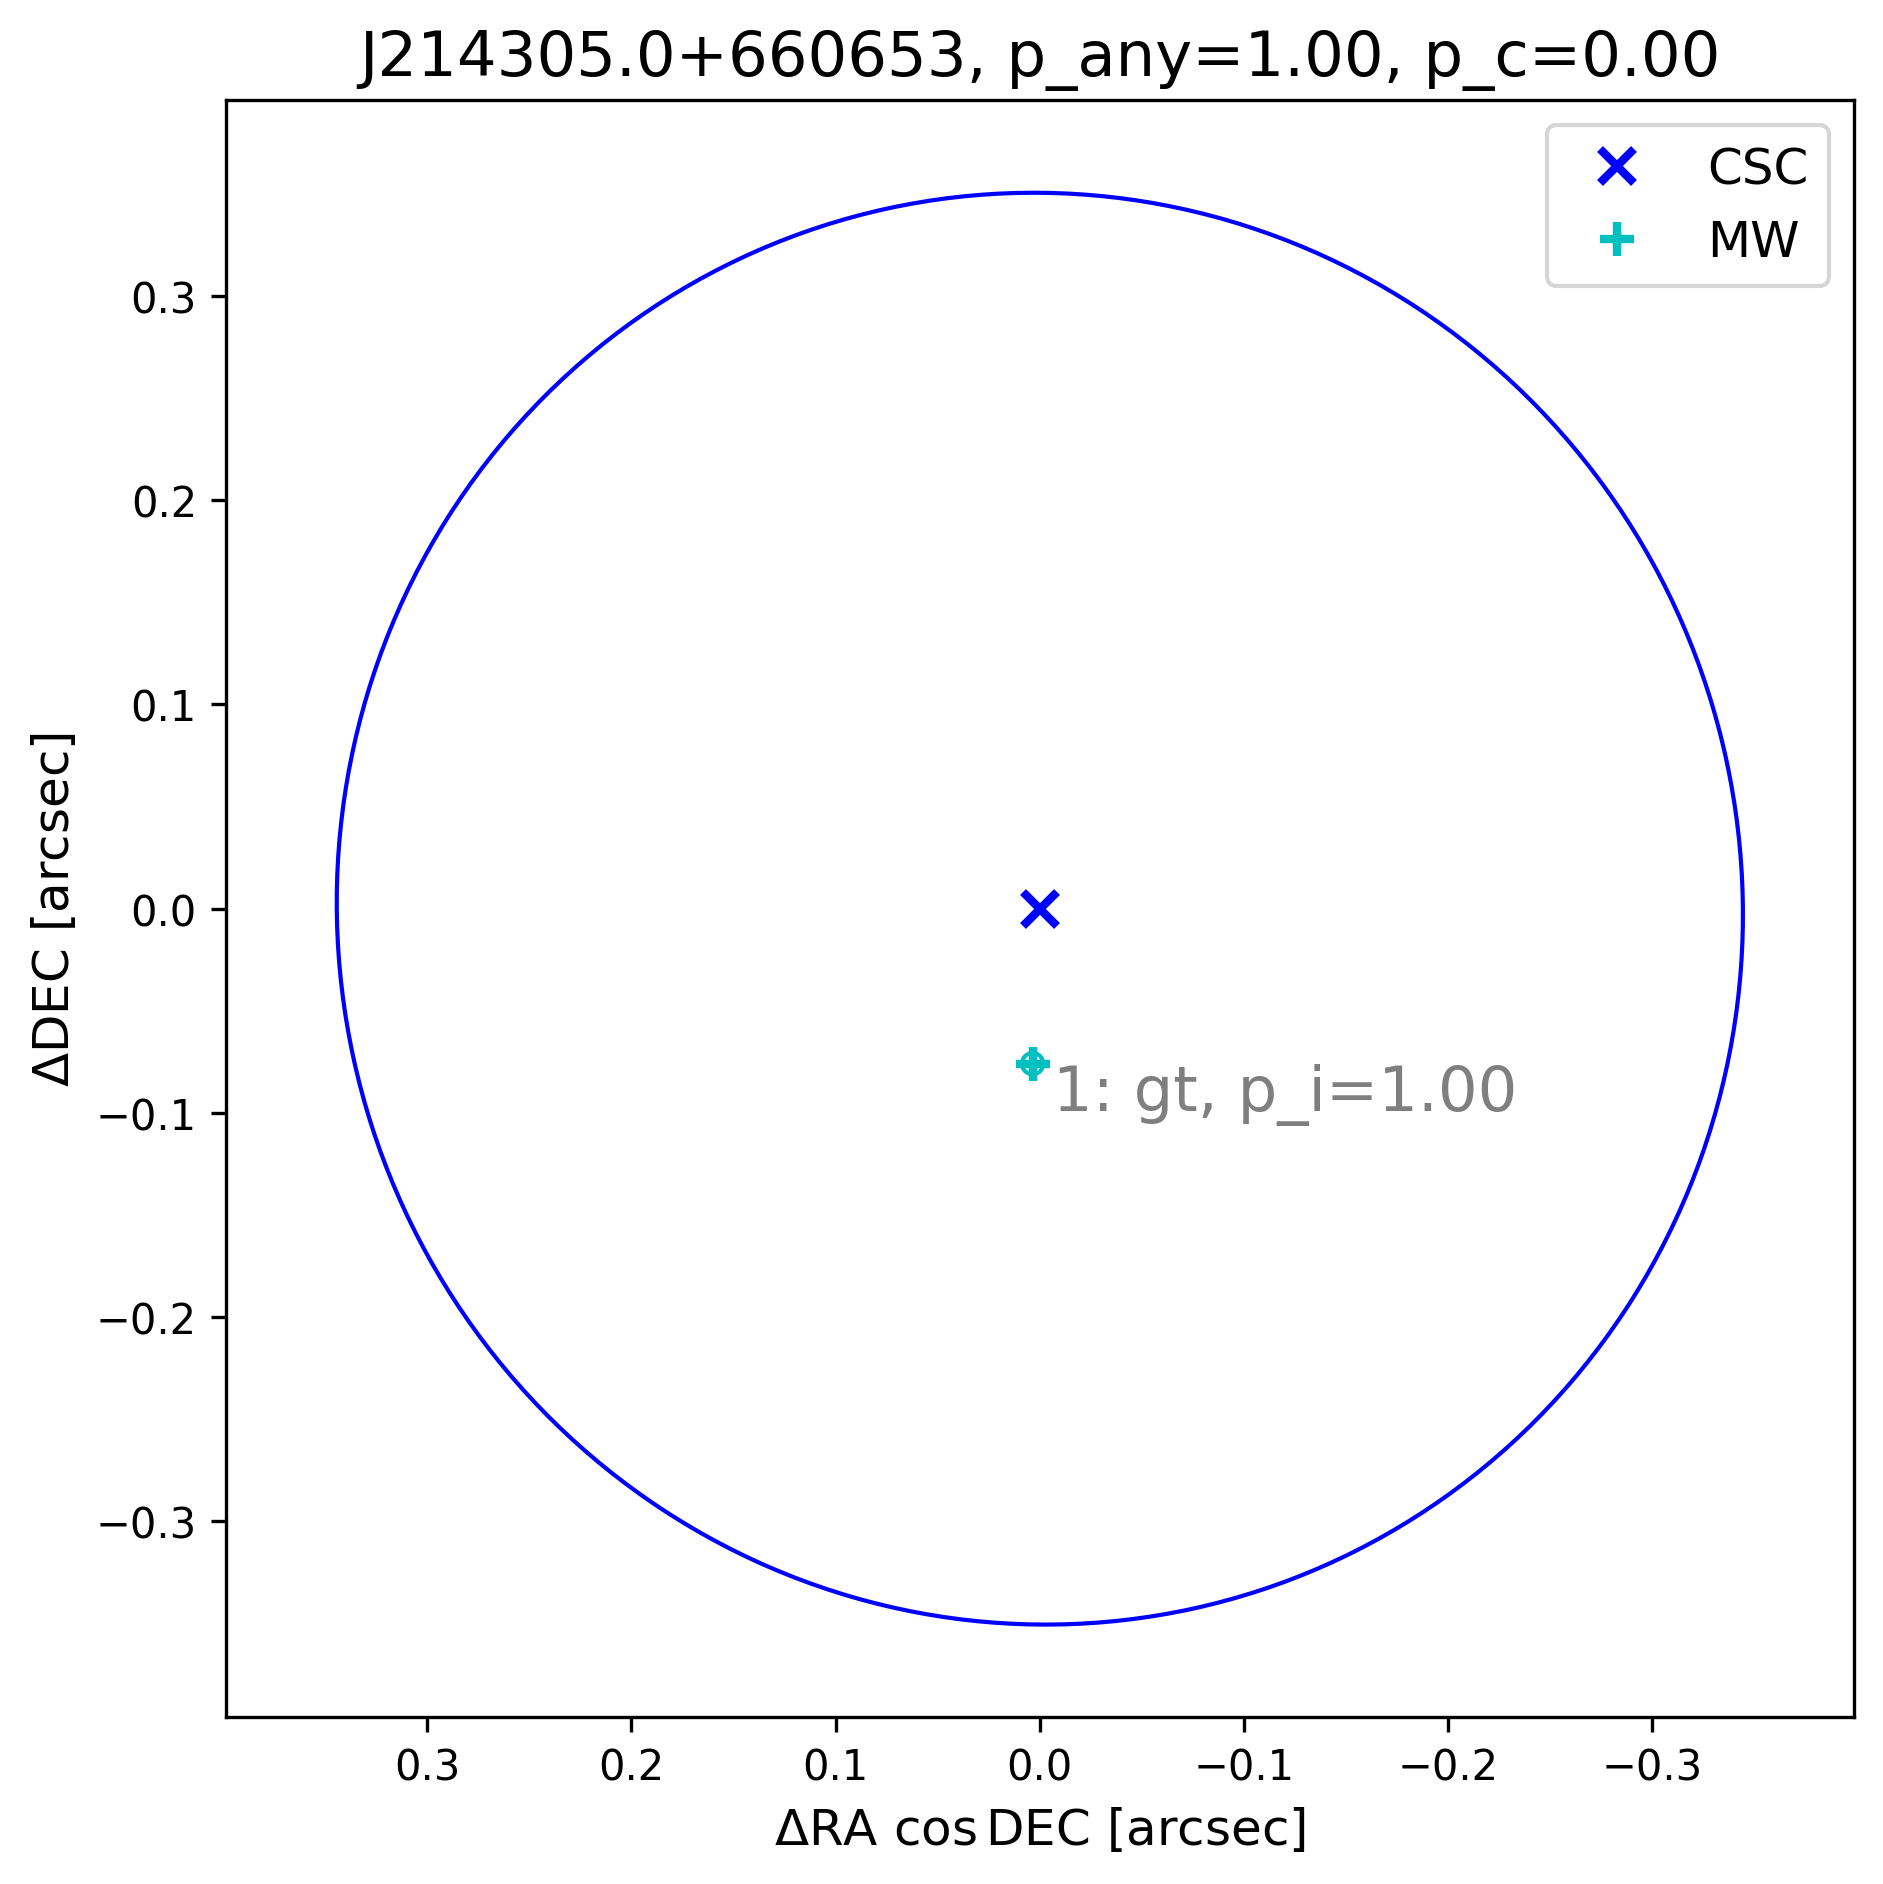 J214305.0+660653, p_any=1.00, p_c=0.00
CSC
MW
0.3
0.2
0.1
0.0
−0.1
−0.2
−0.3
ΔDEC [arcsec]
1: gt, p_i=1.00
0.3 0.2 0.1 0.0 −0.1 −0.2 −0.3
ΔRA cos DEC [arcsec]